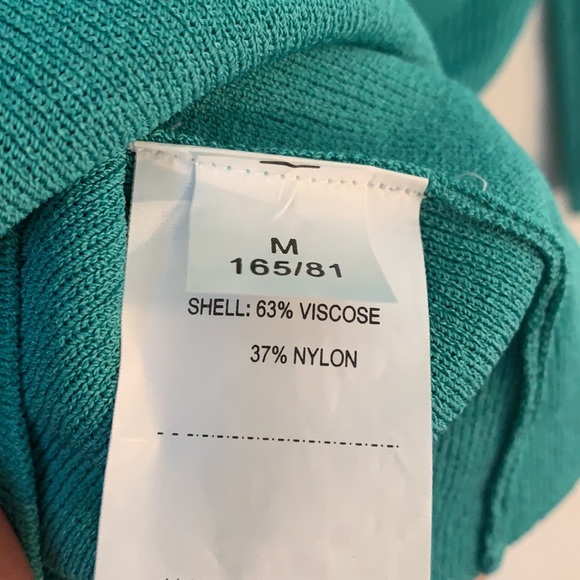 M
165/81
SHELL: 63% VISCOSE
37% NYLON